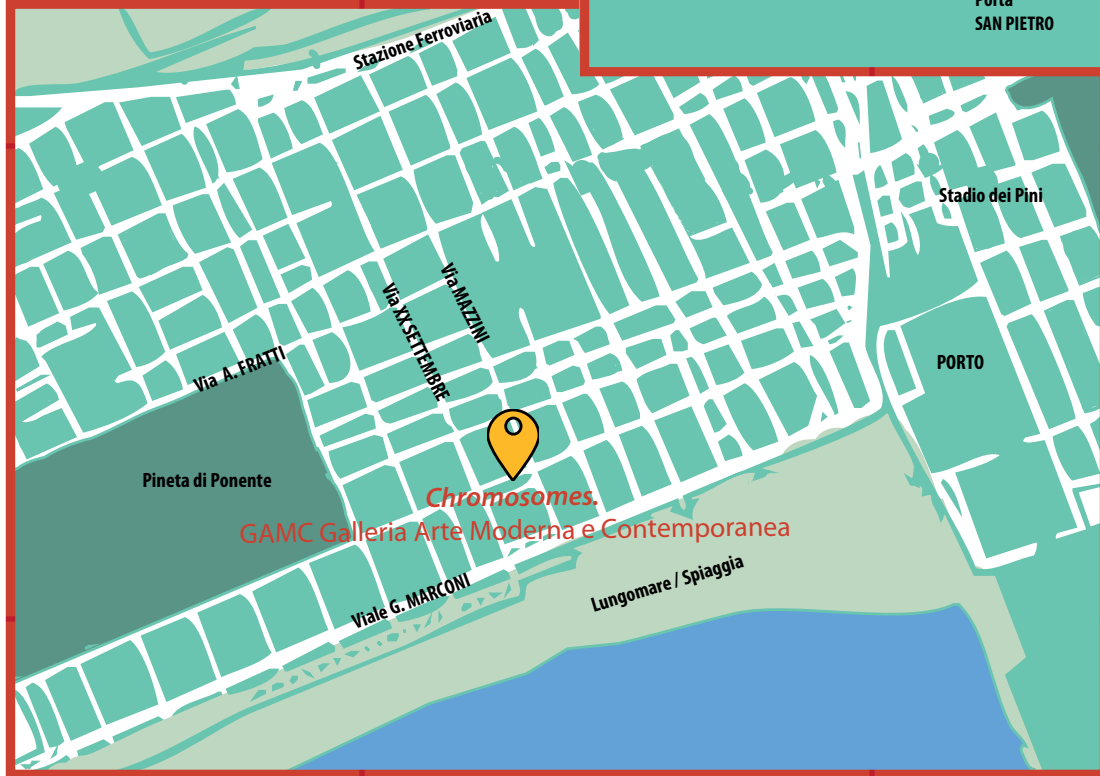 Porta
SAN PIETRO
Stazione Ferroviaria
Stadio dei Pini
Via MAZZINI
Via XX SETTEMBRE
Via A. FRATTI
PORTO
Pineta di Ponente
Chromosomes.
GAMC Galleria Arte Moderna e Contemporanea
Viale G. MARCONI
Lungomare / Spiaggia